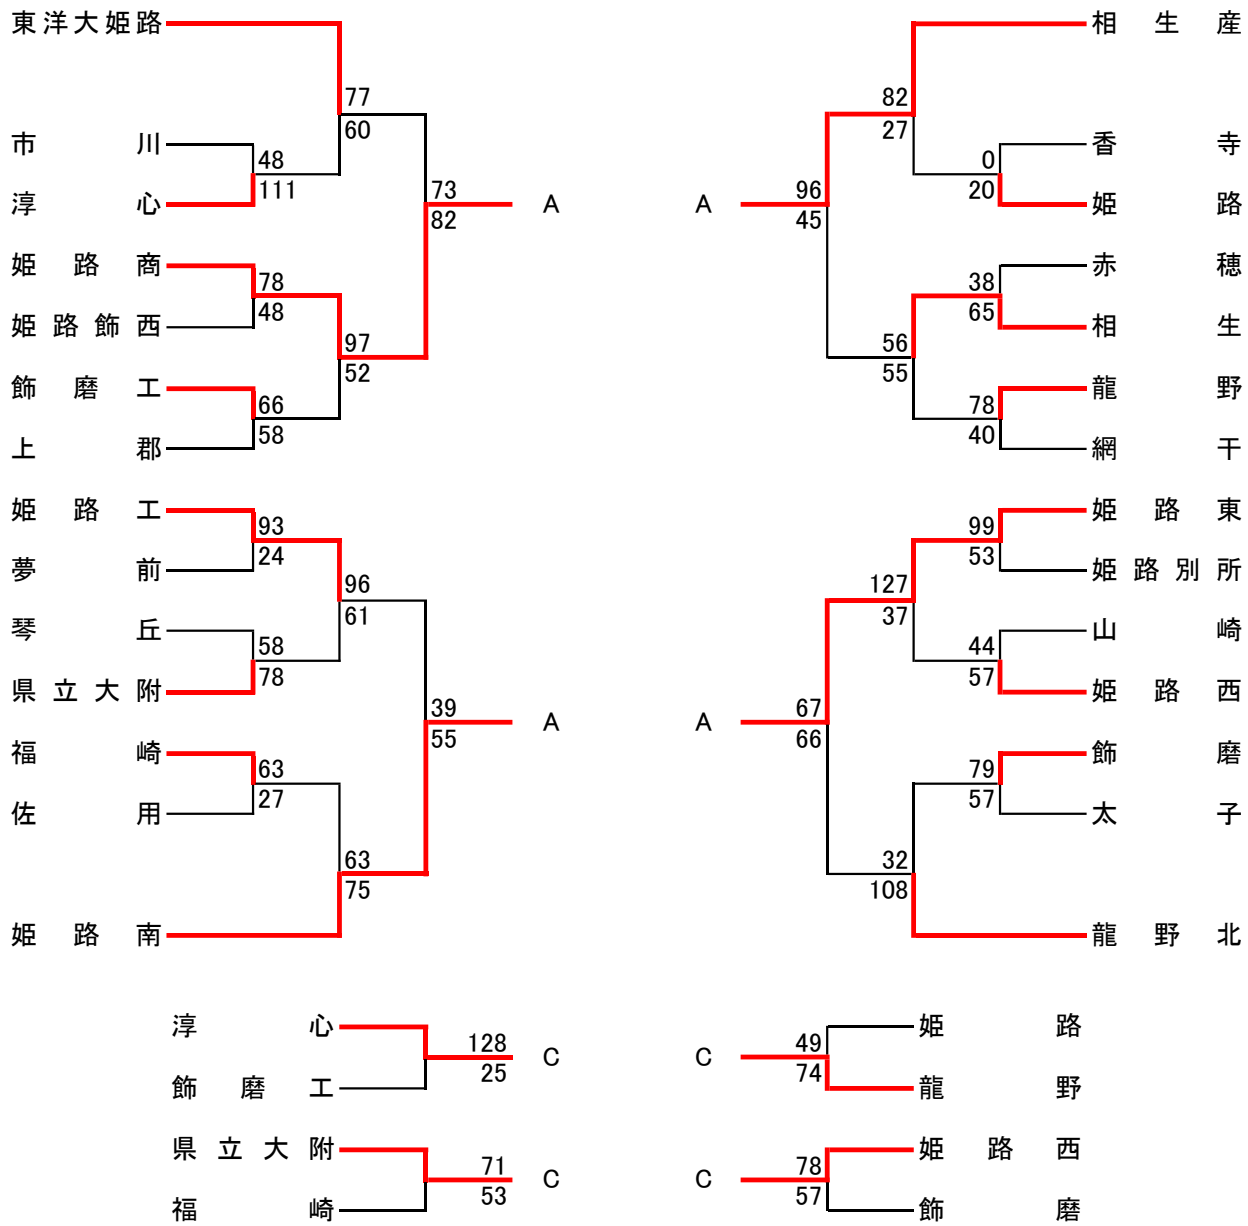 東洋大姫路 相生産
77 82
60 27
市川 香寺
48 0
111 20
淳心 姫路
73 96
A A
82 45
姫路商 赤穂
78 38
48 65
姫路飾西 相生
97 56
52 55
飾磨工 龍野
66 78
58 40
上郡 網干
姫路工 姫路東
93 99
24 53
夢前 姫路別所
96 127
61 37
琴丘 山崎
58 44
78 57
県立大附 姫路西
39 67
A A
55 66
福崎 飾磨
63 79
27 57
佐用 太子
63 32
75 108
姫路南 龍野北
淳心 姫路
128 49
C C
25 74
飾磨工 龍野
県立大附 姫路西
71 78
C C
53 57
福崎 飾磨